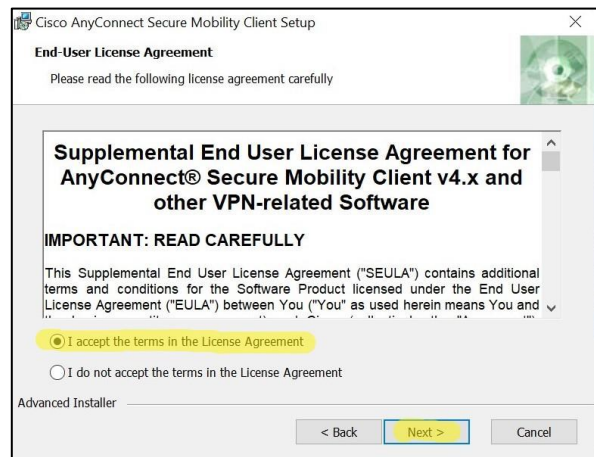 Cisco AnyConnect Secure Mobility Client Setup
End-User License Agreement
Please read the following license agreement carefully
Supplemental End User License Agreement for
AnyConnect® Secure Mobility Client v4.x and
other VPN-related Software
IMPORTANT: READ CAREFULLY
This Supplemental End User License Agreement ("SEULA") contains additional
terms and conditions for the Software Product licensed under the End User
License Agreement ("EULA") between You ("You" as used herein means You and
I accept the terms in the License Agreement
I do not accept the terms in the License Agreement
Advanced Installer
< Back Next > Cancel